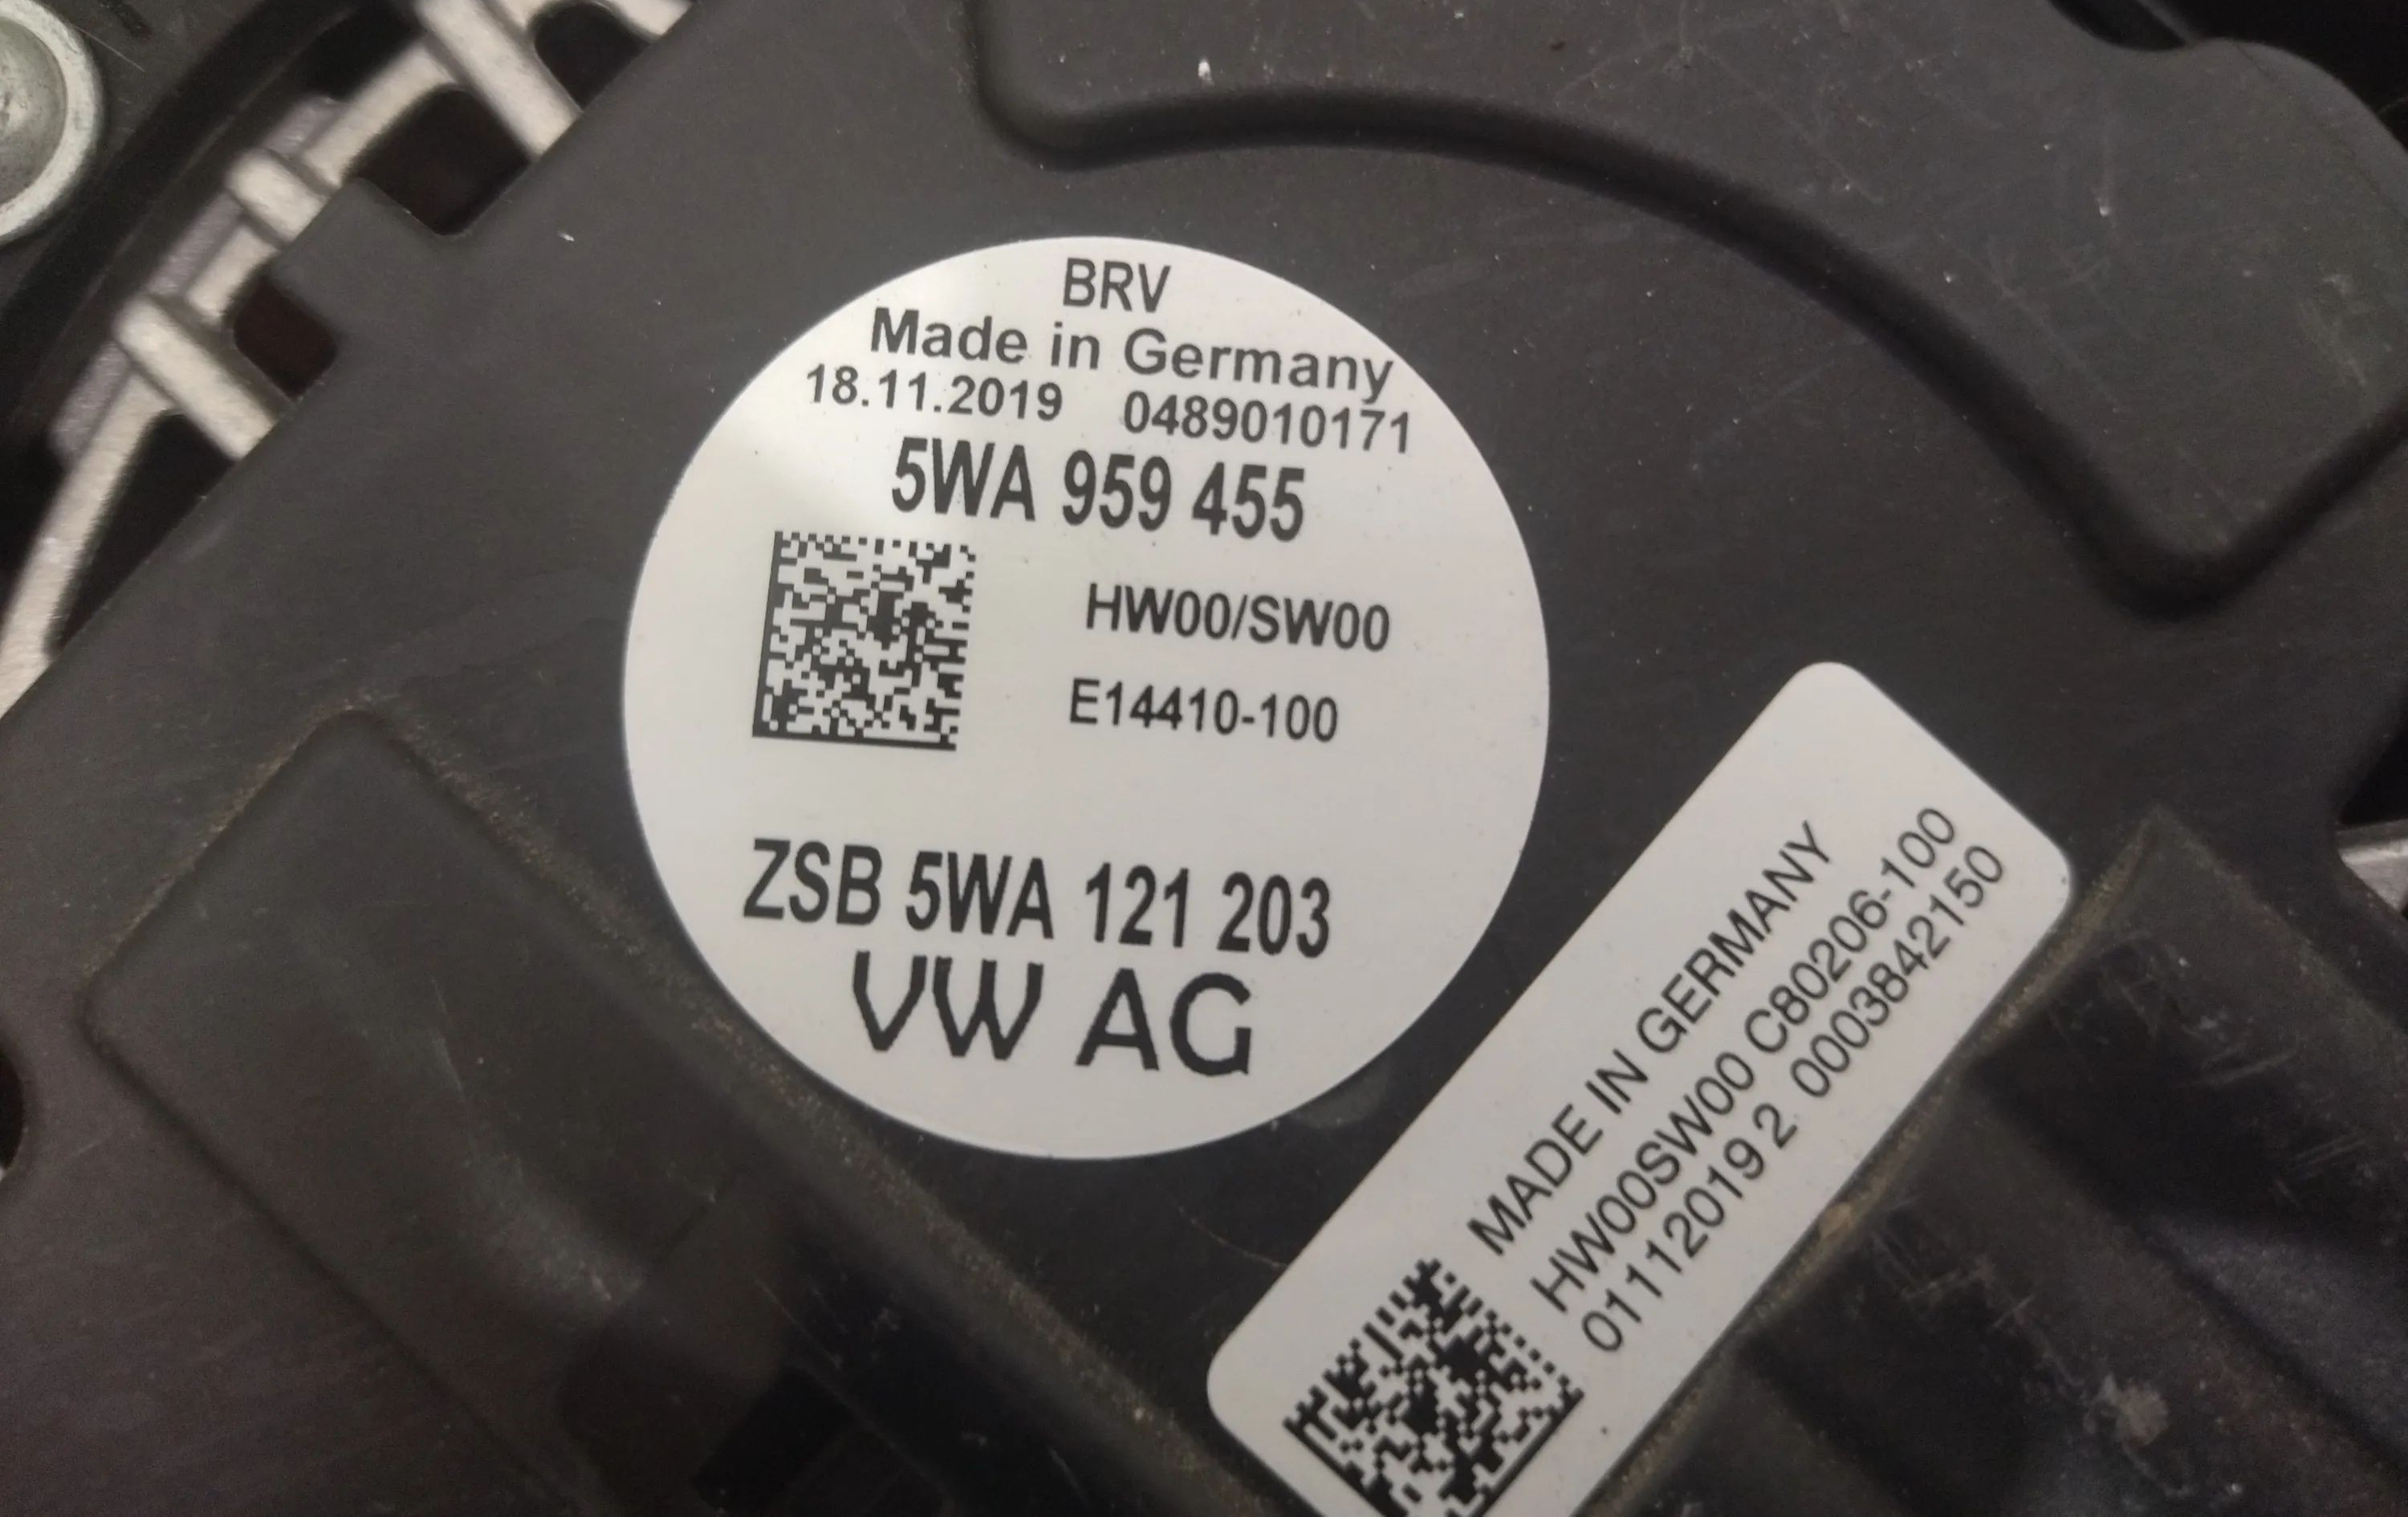 BRV
Made in Germany
18.11.2019 0489010171
5WA 959 455
HW00/SW00
E14410-100
ZSB 5WA 121 203
VW AG
MADE IN GERMANY
HW00SW00 C80206-100
01112019 2 0003842150